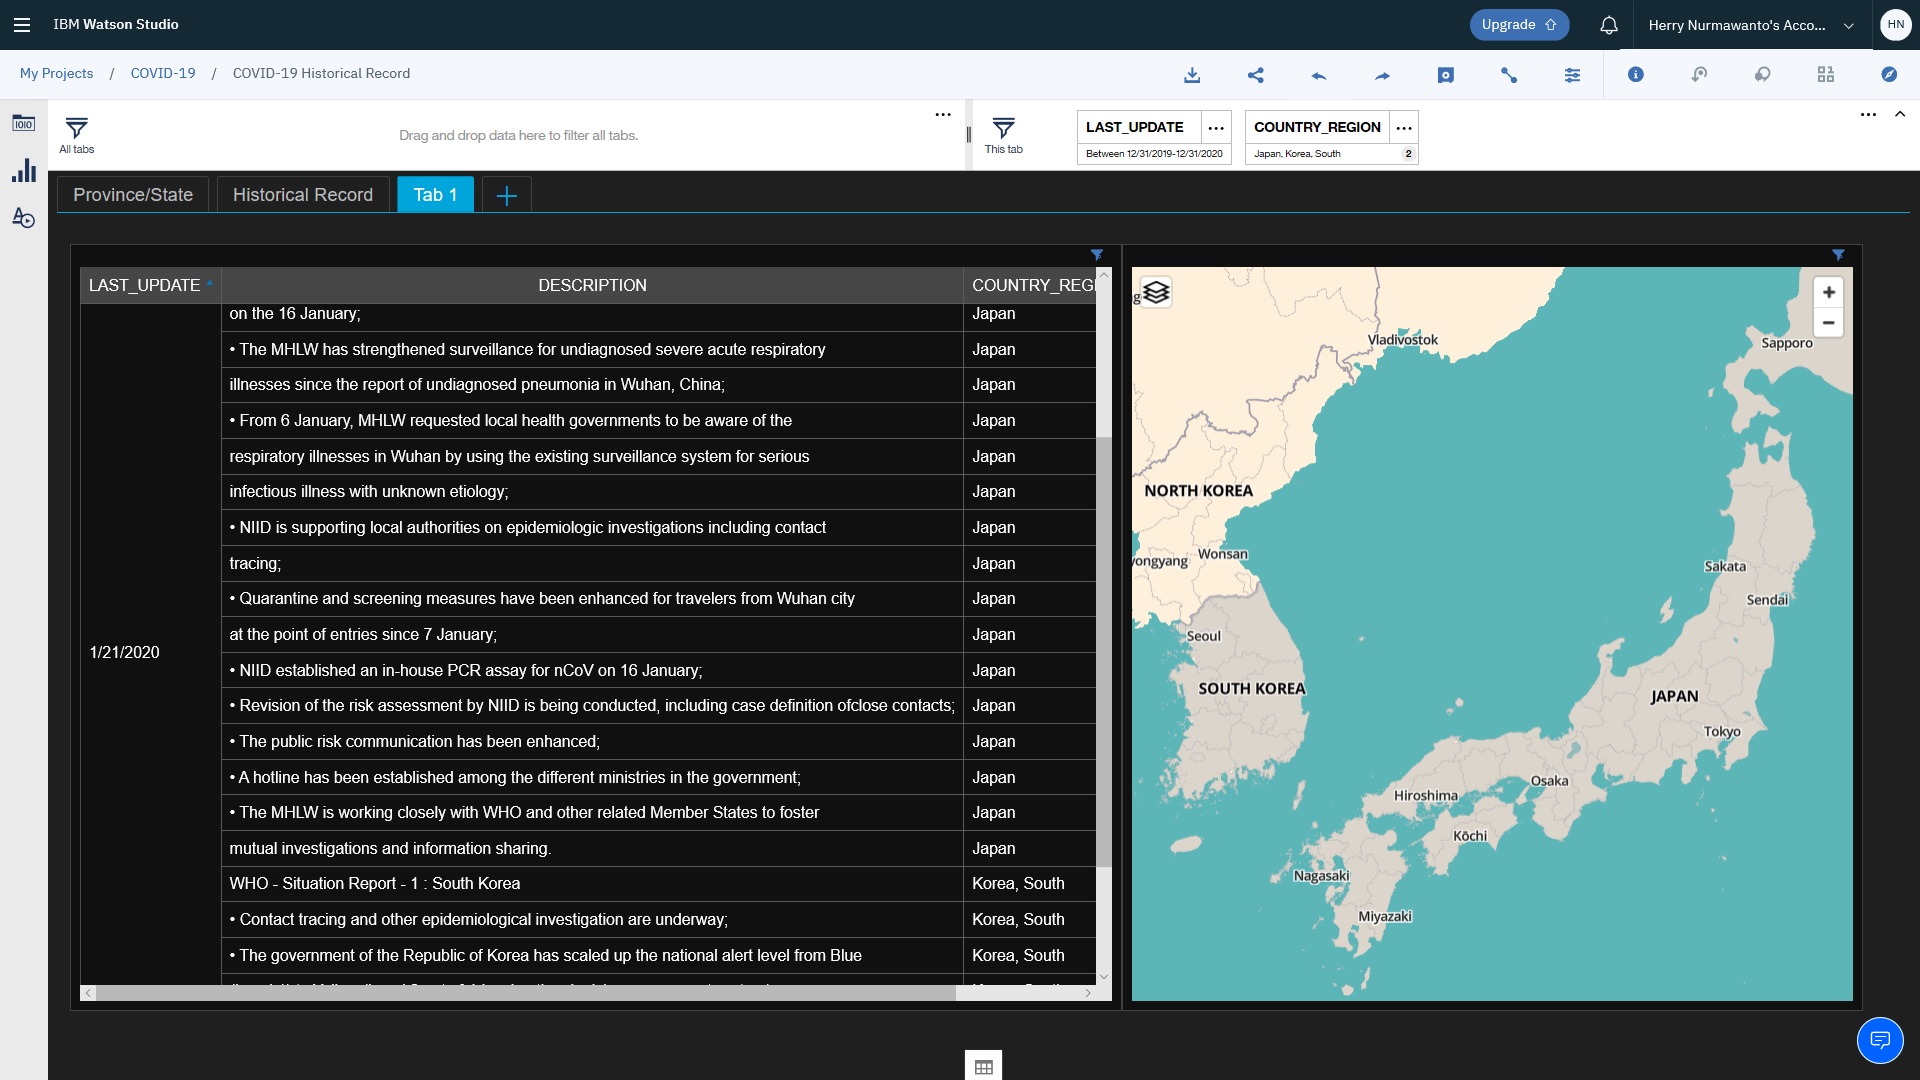 IBM Watson Studio
Upgrade
Herry Nurmawanto's Acco...
HN
My Projects / COVID-19 / COVID-19 Historical Record
All tabs
Drag and drop data here to filter all tabs.
This tab
LAST_UPDATE
Between 12/31/2019-12/31/2020
COUNTRY_REGION
Japan, Korea, South
2
Province/State
Historical Record
Tab 1
LAST_UPDATE DESCRIPTION COUNTRY_REGI
on the 16 January; Japan
• The MHLW has strengthened surveillance for undiagnosed severe acute respiratory Japan
illnesses since the report of undiagnosed pneumonia in Wuhan, China; Japan
• From 6 January, MHLW requested local health governments to be aware of the Japan
respiratory illnesses in Wuhan by using the existing surveillance system for serious Japan
infectious illness with unknown etiology; Japan
• NIID is supporting local authorities on epidemiologic investigations including contact Japan
tracing; Japan
• Quarantine and screening measures have been enhanced for travelers from Wuhan city Japan
at the point of entries since 7 January; Japan
1/21/2020
• NIID established an in-house PCR assay for nCoV on 16 January; Japan
• Revision of the risk assessment by NIID is being conducted, including case definition ofclose contacts; Japan
• The public risk communication has been enhanced; Japan
• A hotline has been established among the different ministries in the government; Japan
• The MHLW is working closely with WHO and other related Member States to foster Japan
mutual investigations and information sharing. Japan
WHO - Situation Report - 1 : South Korea Korea, South
• Contact tracing and other epidemiological investigation are underway; Korea, South
• The government of the Republic of Korea has scaled up the national alert level from Blue Korea, South
g
+
−
Vladivostok
Sapporo
NORTH KOREA
Wonsan
yongyang
Sakata
Sendai
Seoul
SOUTH KOREA
JAPAN
Tokyo
Osaka
Hiroshima
Kōchi
Nagasaki
Miyazaki